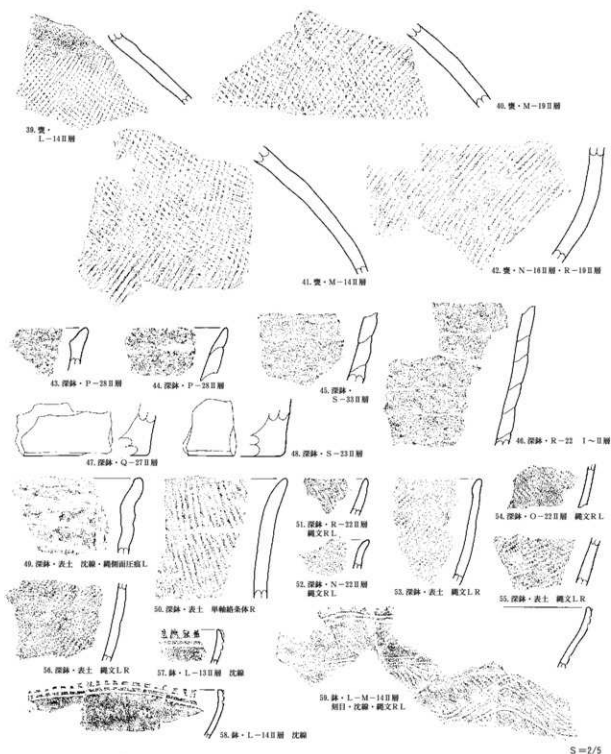 39. 甕・
L-14Ⅱ層
40. 甕・M-19Ⅱ層
41. 甕・M-14Ⅱ層
42. 甕・N-16Ⅱ層・R-19Ⅱ層
43. 深鉢・P-28Ⅱ層
44. 深鉢・P-28Ⅱ層
45. 深鉢・
S-33Ⅱ層
46. 深鉢・R-22 Ⅰ～Ⅱ層
47. 深鉢・Q-27Ⅱ層
48. 深鉢・S-23Ⅱ層
49. 深鉢・表土 沈線・縄側面圧痕L
50. 深鉢・表土 単軸絡条体R
51. 深鉢・R-22Ⅱ層
縄文RL
52. 深鉢・N-22Ⅱ層
縄文RL
53. 深鉢・表土 縄文LR
54. 深鉢・O-22Ⅱ層 縄文RL
55. 深鉢・表土 縄文LR
56. 深鉢・表土 縄文LR
57. 鉢・L-13Ⅱ層 沈線
58. 鉢・L-14Ⅱ層 沈線
59. 鉢・L-M-14Ⅱ層
刻目・沈線・縄文RL
S=2/5